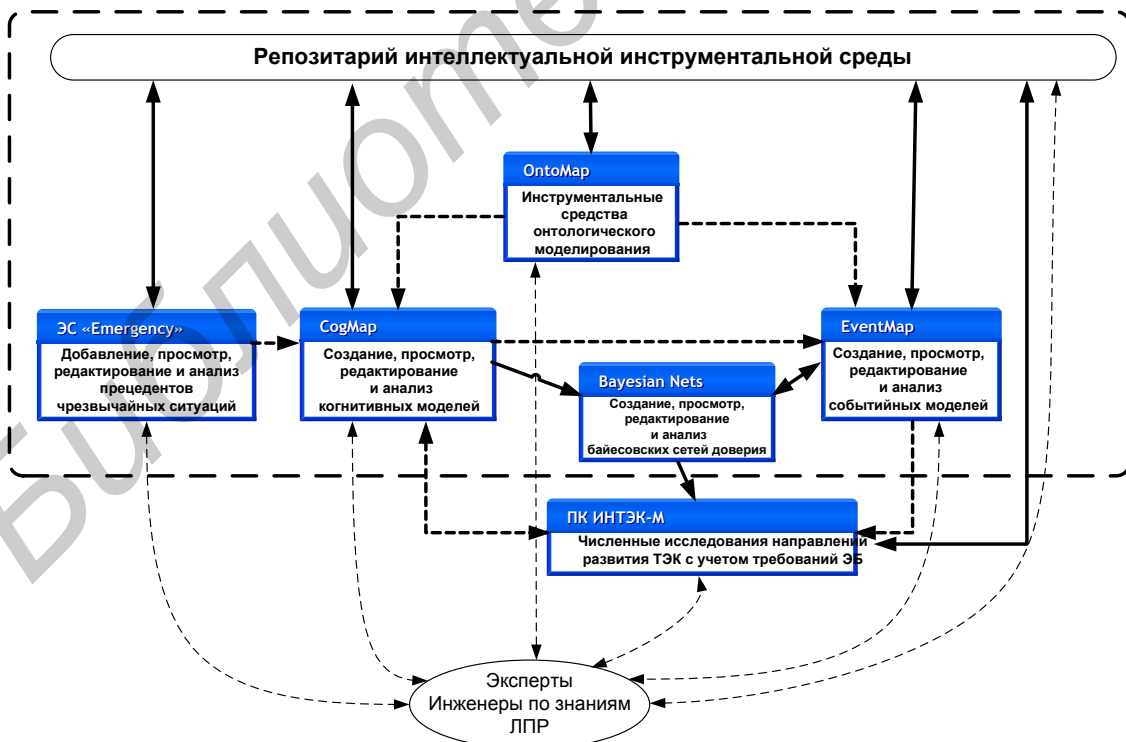 Репозитарий интеллектуальной инструментальной среды
OntoMap
Инструментальные
средства
онтологического
моделирования
ЭС «Emergency»
Добавление, просмотр,
редактирование и анализ
прецедентов
чрезвычайных ситуаций
CogMap
Создание, просмотр,
редактирование
и анализ
когнитивных моделей
Bayesian Nets
Создание, просмотр,
редактирование
и анализ
байесовских сетей доверия
EventMap
Создание, просмотр,
редактирование
и анализ
событийных моделей
ПК ИНТЭК-М
Численные исследования направлений
развития ТЭК с учетом требований ЭБ
Эксперты
Инженеры по знаниям
ЛПР
Библиоте